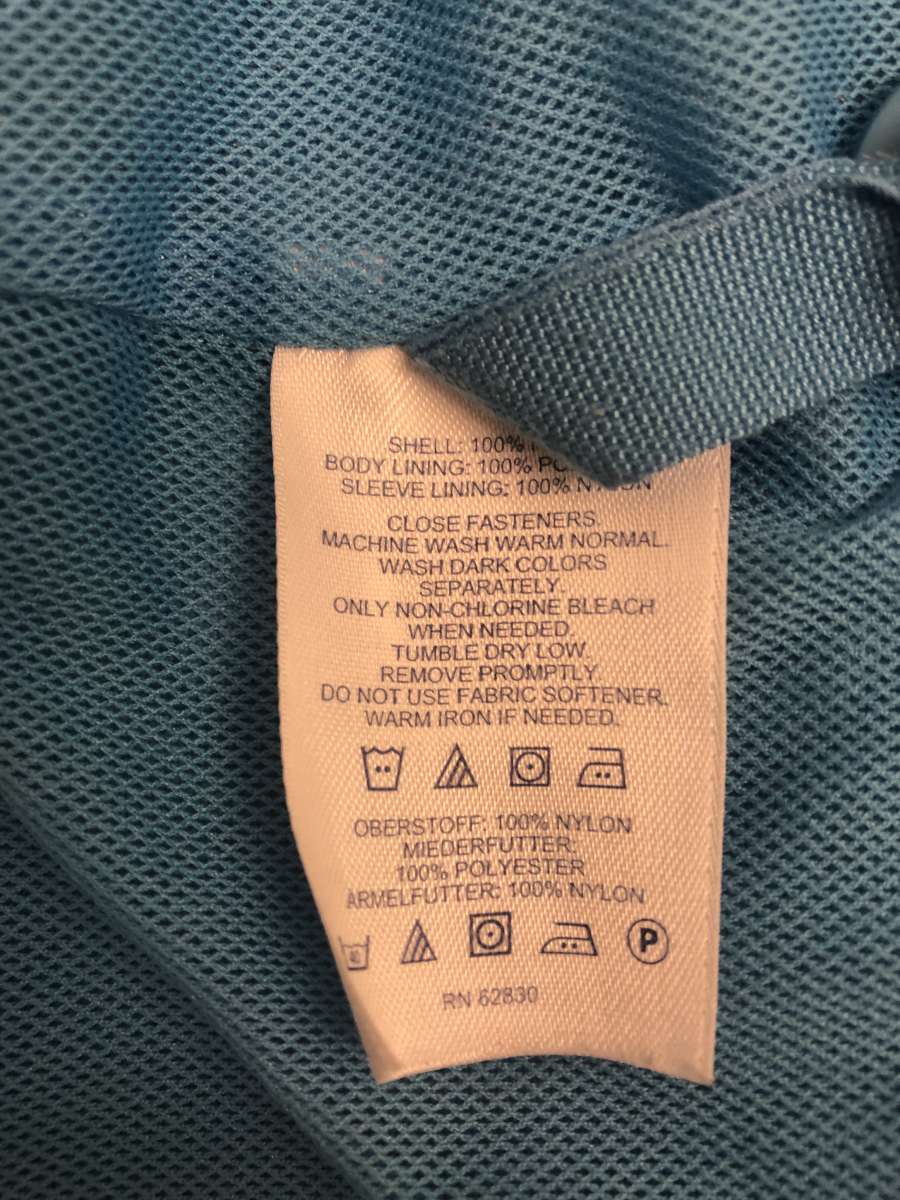 SHELL: 100%
BODY LINING: 100%
SLEEVE LINING: 100% NYLON
CLOSE FASTENERS.
MACHINE WASH WARM NORMAL.
WASH DARK COLORS
SEPARATELY.
ONLY NON-CHLORINE BLEACH
WHEN NEEDED.
TUMBLE DRY LOW.
REMOVE PROMPTLY.
DO NOT USE FABRIC SOFTENER.
WARM IRON IF NEEDED.
OBERSTOFF: 100% NYLON
MIEDERFUTTER:
100% POLYESTER
ARMELFUTTER: 100% NYLON
40 P
RN 62830